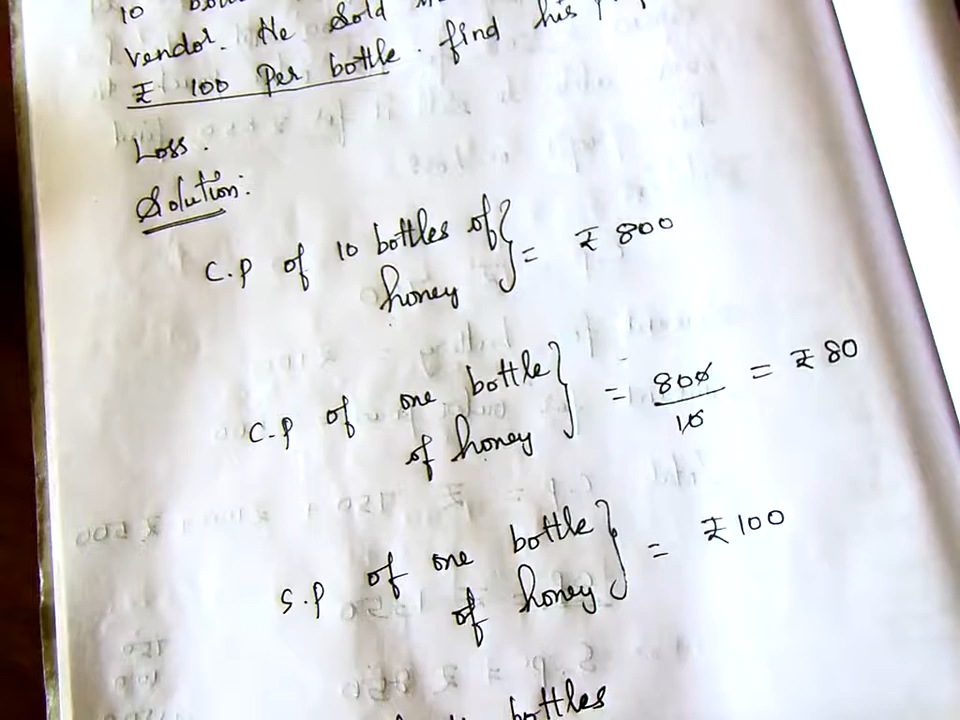 10
vendor. He Sold
₹ 100 Per bottle. find his
Loss.
Solution:
C.P of 10 bottles of } = ₹ 800
honey
C.P of one bottle } = 800/10 = ₹ 80
of honey
S.P of one bottle } = ₹ 100
of honey
bottles